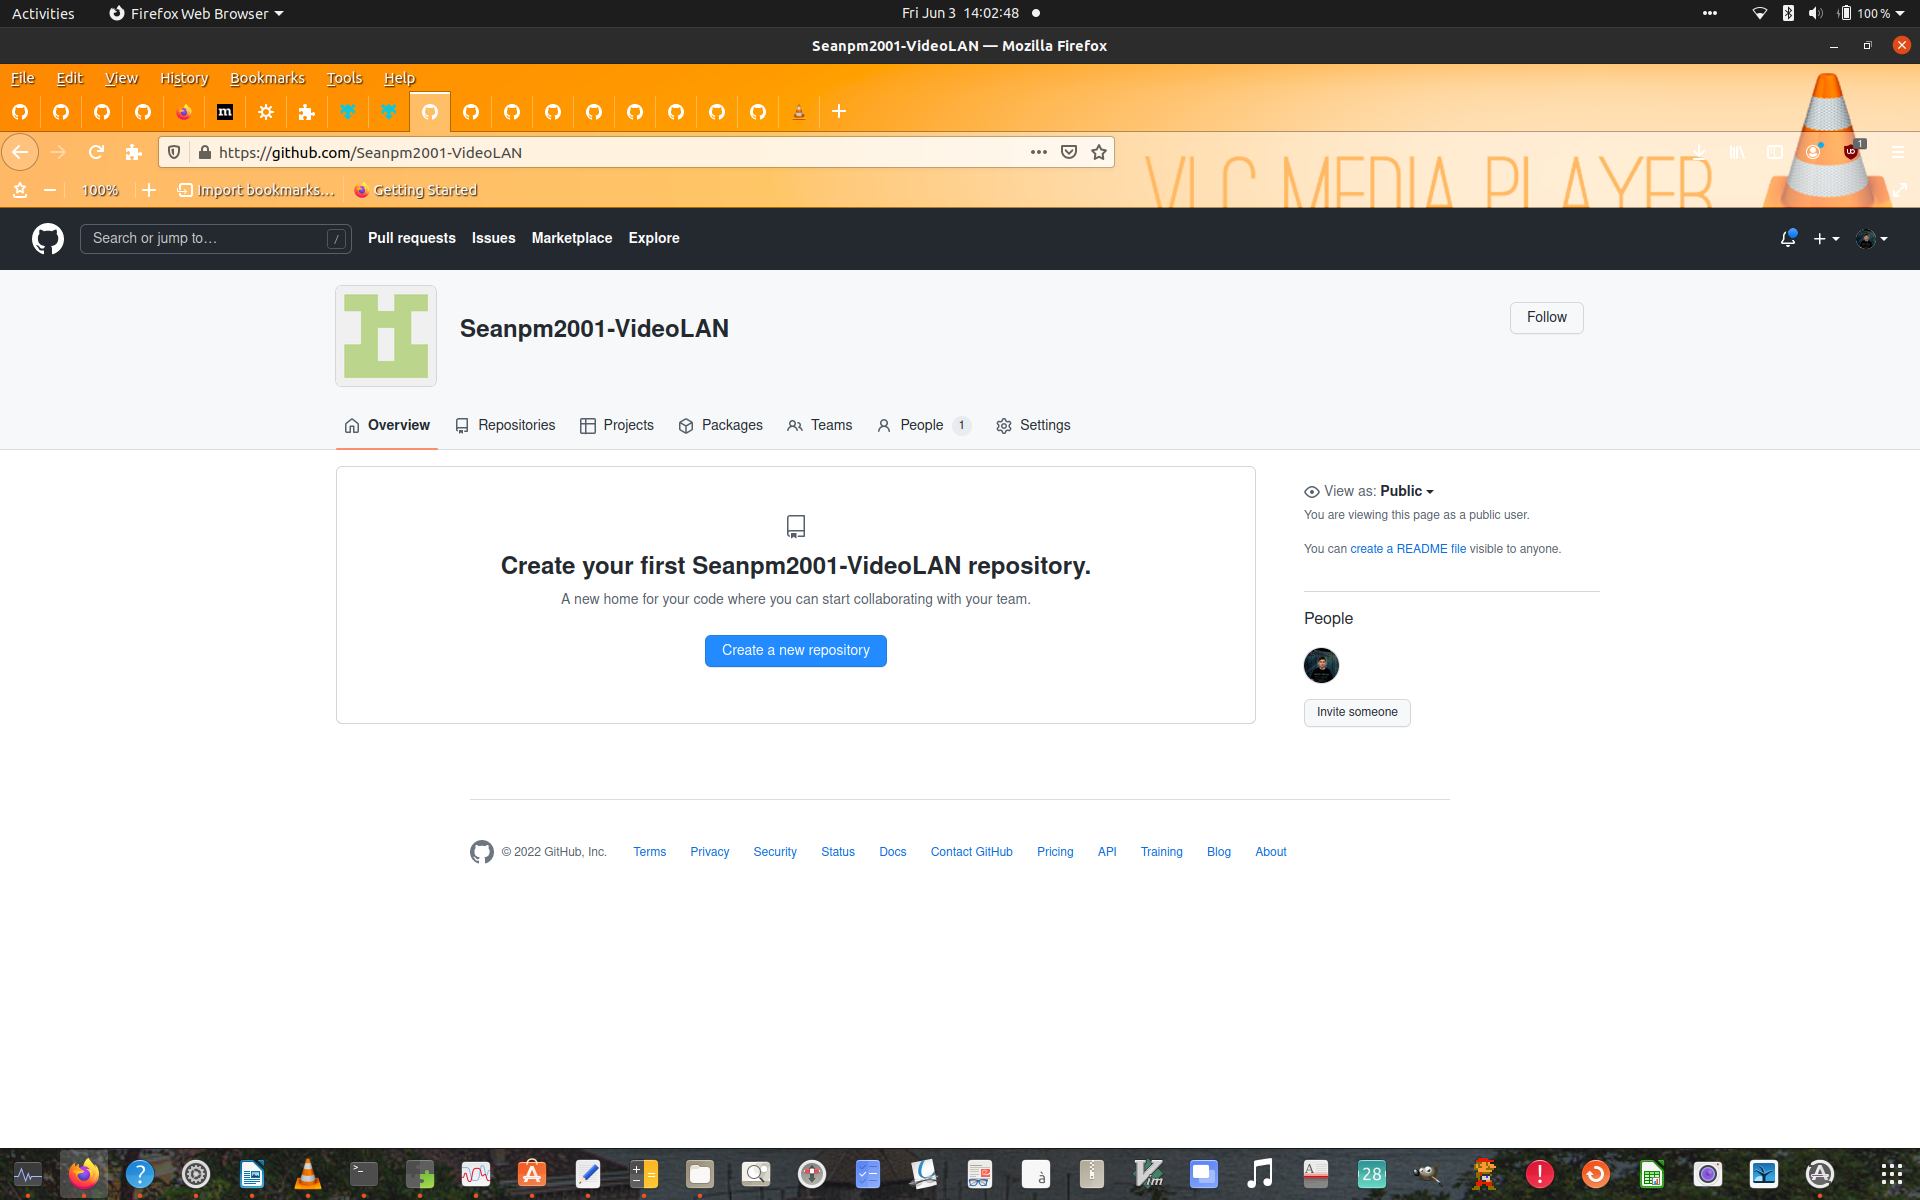 Activities Firefox Web Browser Fri Jun 3 14:02:48 100 %
Seanpm2001-VideoLAN — Mozilla Firefox
File Edit View History Bookmarks Tools Help
m
https://github.com/Seanpm2001-VideoLAN 1
VLC MEDIA PLAYER
100% Import bookmarks... Getting Started
Search or jump to... / Pull requests Issues Marketplace Explore
Seanpm2001-VideoLAN
Follow
Overview Repositories Projects Packages Teams People 1 Settings
View as: Public
You are viewing this page as a public user.
You can create a README file visible to anyone.
Create your first Seanpm2001-VideoLAN repository.
A new home for your code where you can start collaborating with your team.
Create a new repository
People
Invite someone
© 2022 GitHub, Inc. Terms Privacy Security Status Docs Contact GitHub Pricing API Training Blog About
? >_ A à Vim A 28 !